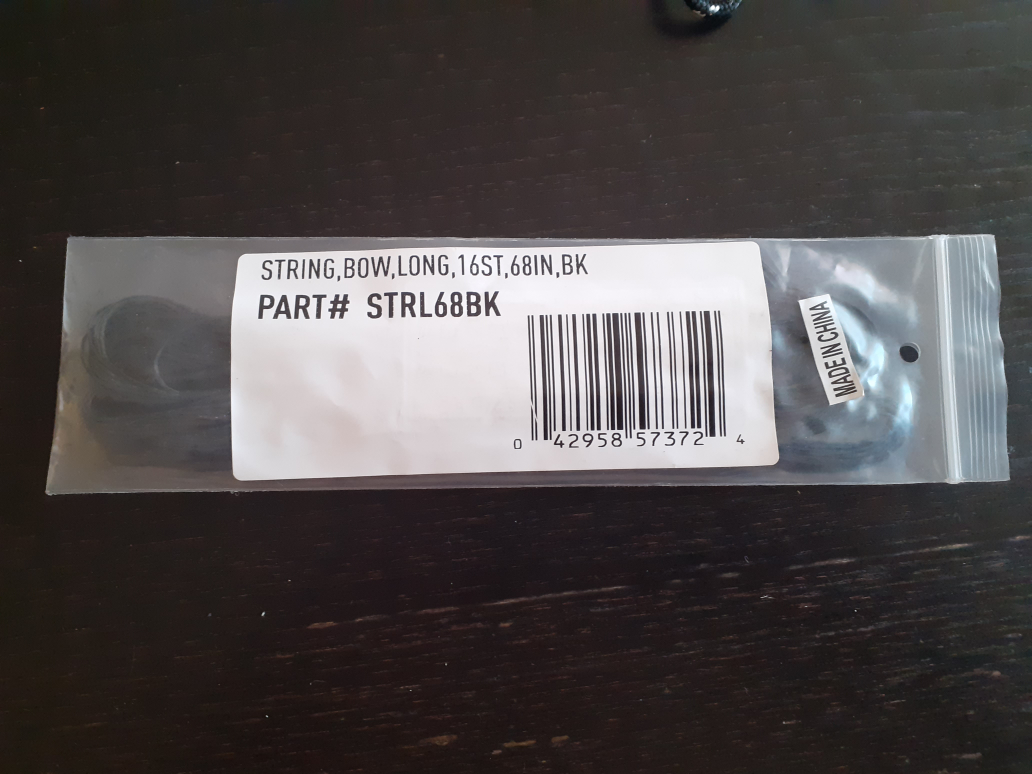 STRING,BOW,LONG,16ST,68IN,BK
PART# STRL68BK
0 42958 57372 4
MADE IN CHINA